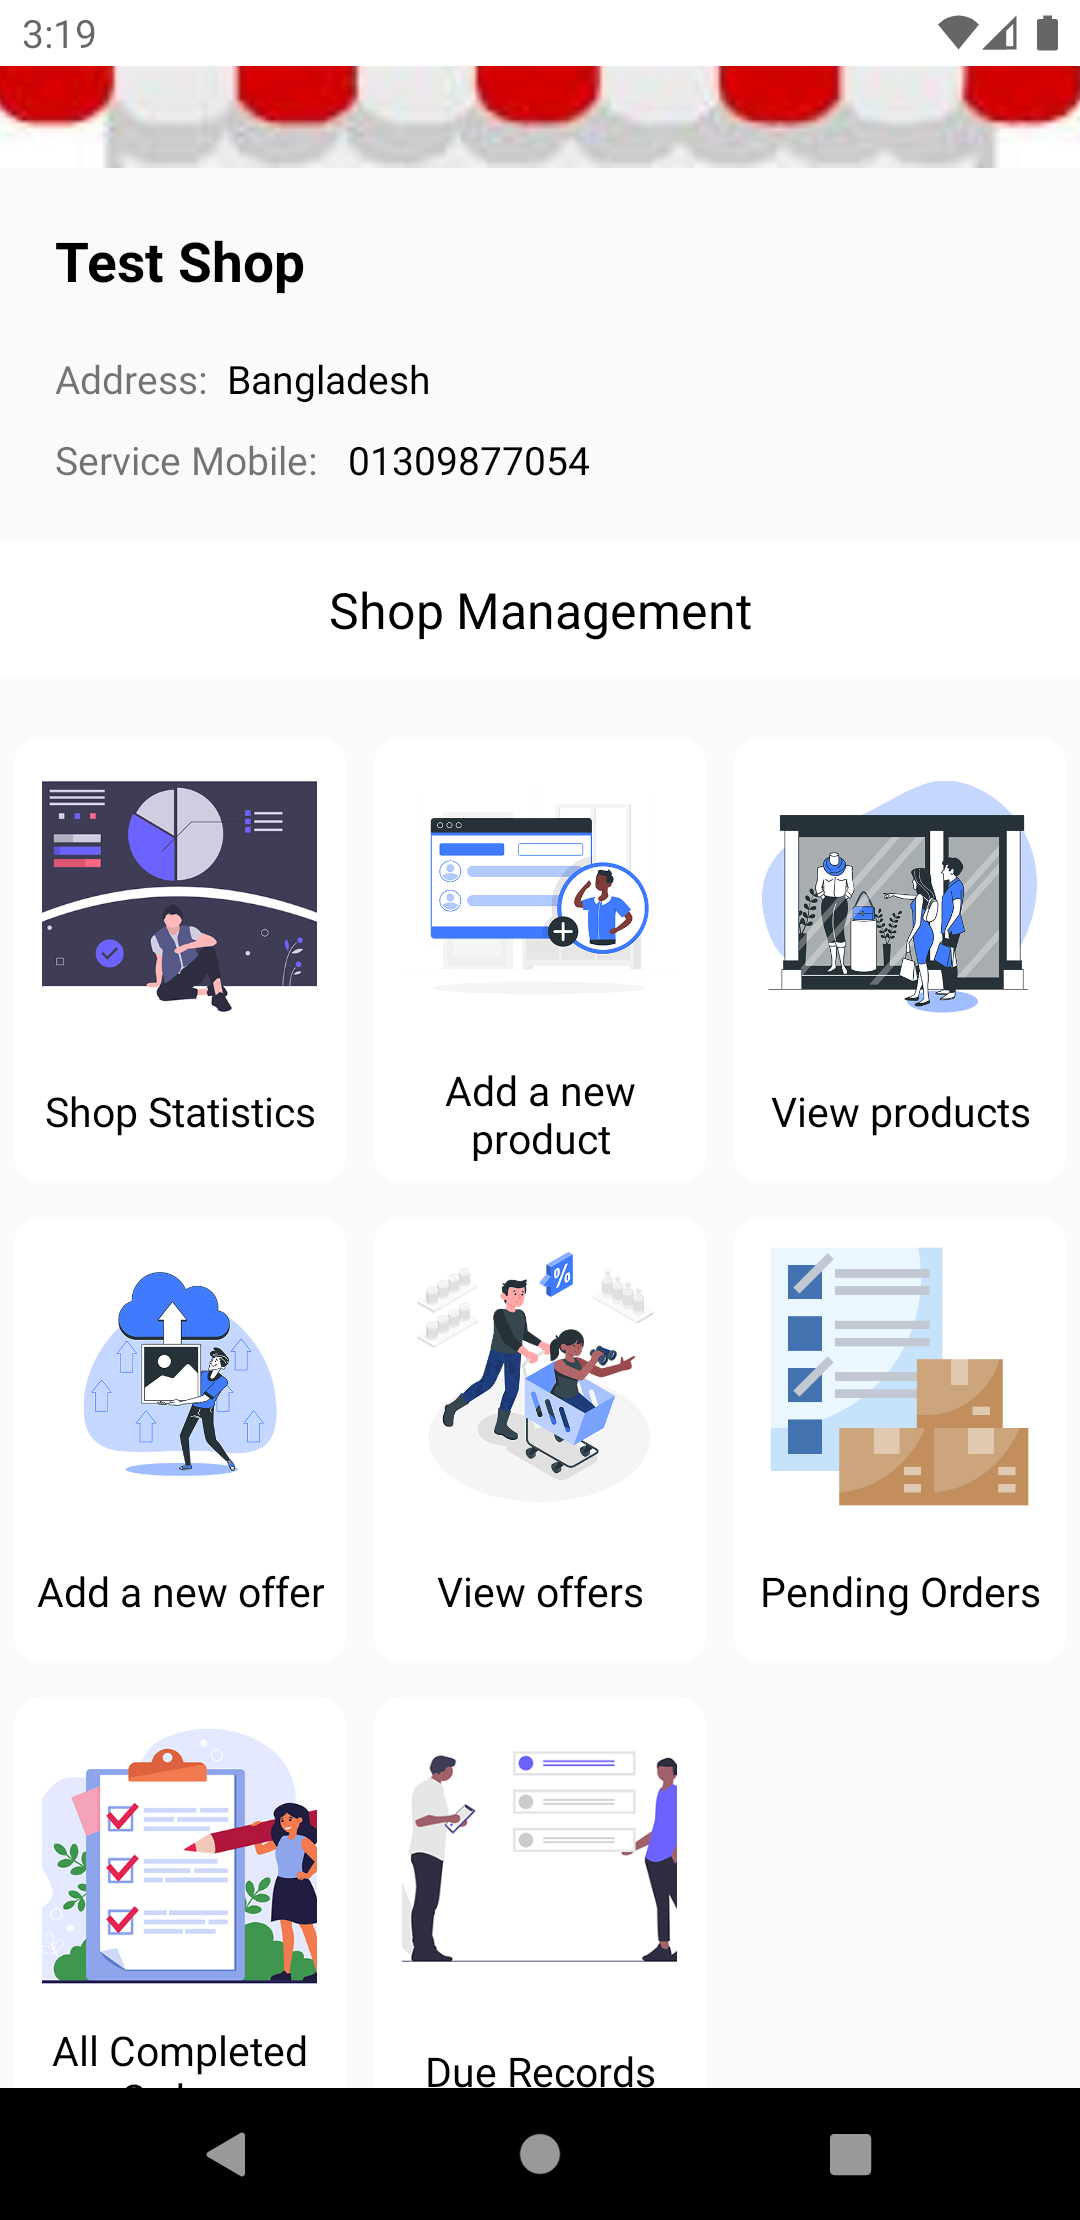 3:19
Test Shop
Address: Bangladesh
Service Mobile: 01309877054
Shop Management
Shop Statistics
Add a new
product
View products
Add a new offer
%
View offers
Pending Orders
All Completed
Due Records